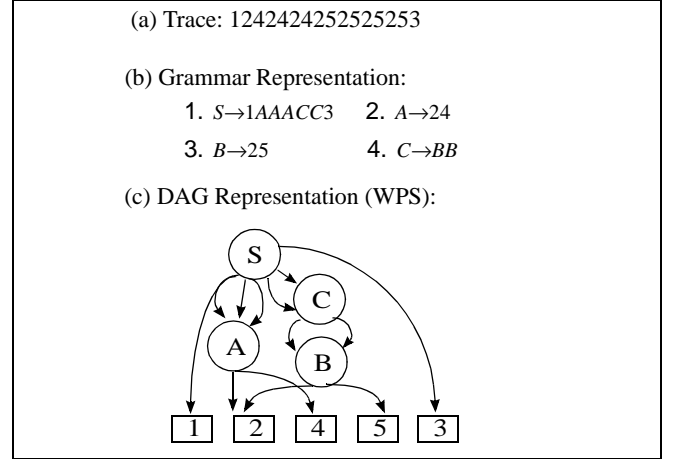 (a) Trace: 1242424252525253
(b) Grammar Representation:
1. S→1AAACC3 2. A→24
3. B→25 4. C→BB
(c) DAG Representation (WPS):
S
C
A
B
1 2 4 5 3